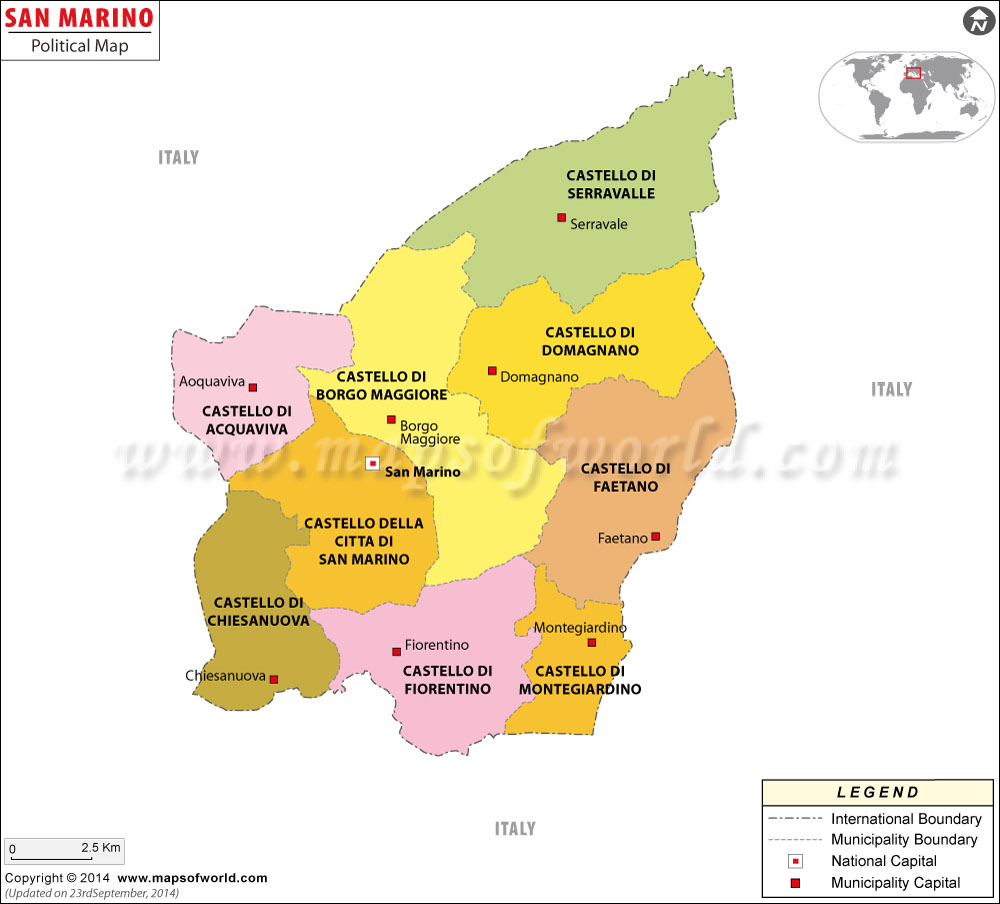 SAN MARINO
Political Map
N
ITALY
CASTELLO DI
SERRAVALLE
Serravale
CASTELLO DI
DOMAGNANO
Domagnano
ITALY
Aoquaviva
CASTELLO DI
ACQUAVIVA
CASTELLO DI
BORGO MAGGIORE
Borgo
Maggiore
www.mapsofworld.com
San Marino
CASTELLO DI
FAETANO
Faetano
CASTELLO DELLA
CITTA DI
SAN MARINO
CASTELLO DI
CHIESANUOVA
Chiesanuova
Fiorentino
CASTELLO DI
FIORENTINO
Montegiardino
CASTELLO DI
MONTEGIARDINO
ITALY
LEGEND
International Boundary
Municipality Boundary
National Capital
Municipality Capital
0 2.5 Km
Copyright © 2014 www.mapsofworld.com
(Updated on 23rdSeptember, 2014)